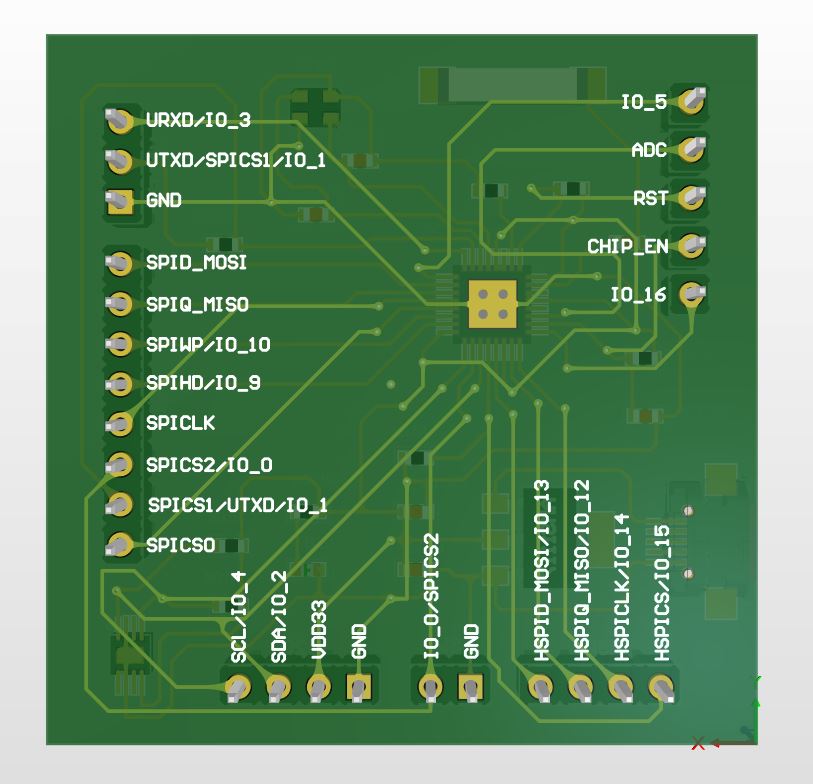 IO_5
URXD/IO_3
ADC
UTXD/SPICS1/IO_1
RST
GND
CHIP_EN
SPID_MOSI
IO_16
SPIQ_MISO
SPIWP/IO_10
SPIHD/IO_9
SPICLK
SPICS2/IO_0
SPICS1/UTXD/IO_1
SPICSO
SCL/IO_4
SDA/IO_2
VDD33
GND
IO_0/SPICS2
GND
HSPID_MOSI/IO_13
HSPIQ_MISO/IO_12
HSPICLK/IO_14
HSPICS/IO_15
Y
X